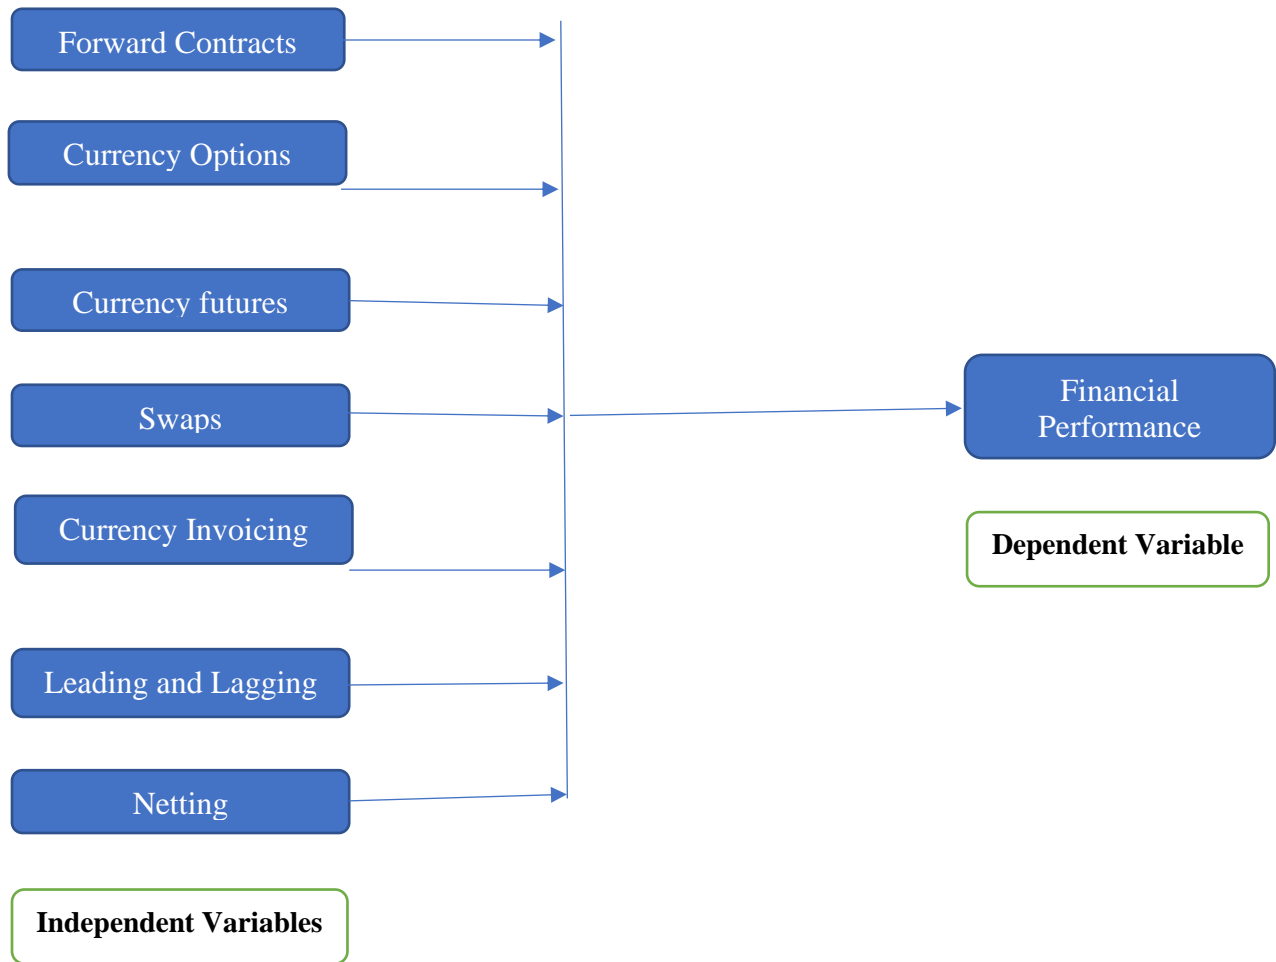 Forward Contracts
Currency Options
Currency futures
Swaps
Currency Invoicing
Leading and Lagging
Netting
Independent Variables
Financial
Performance
Dependent Variable